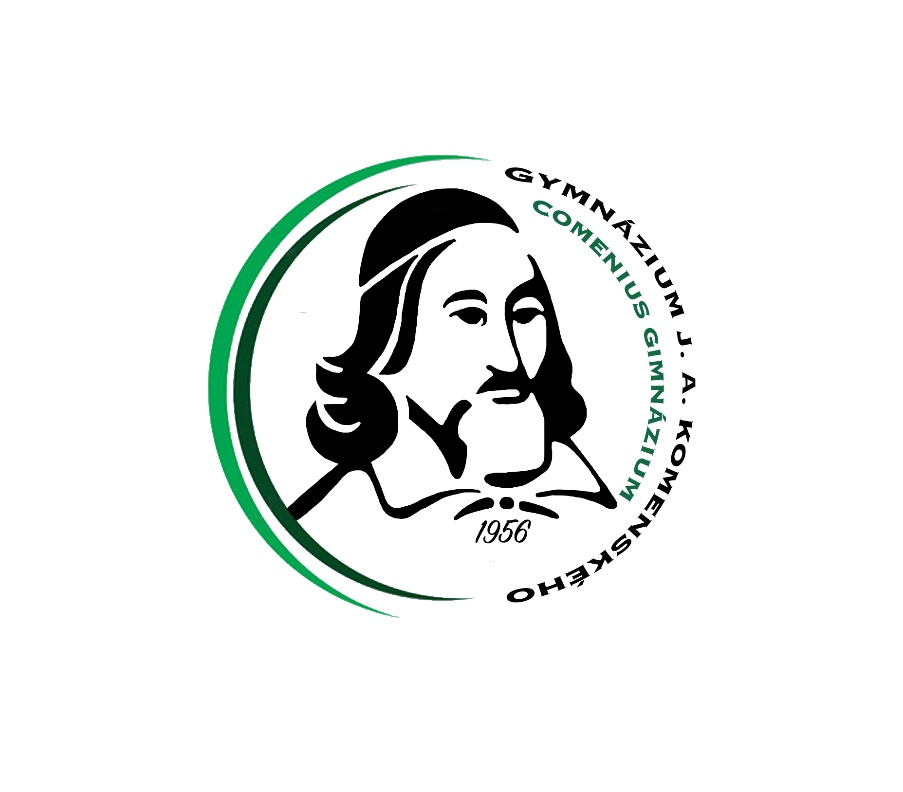 GYMNÁZIUM J. A. KOMENSKÉHO
COMENIUS GIMNÁZIUM
1956